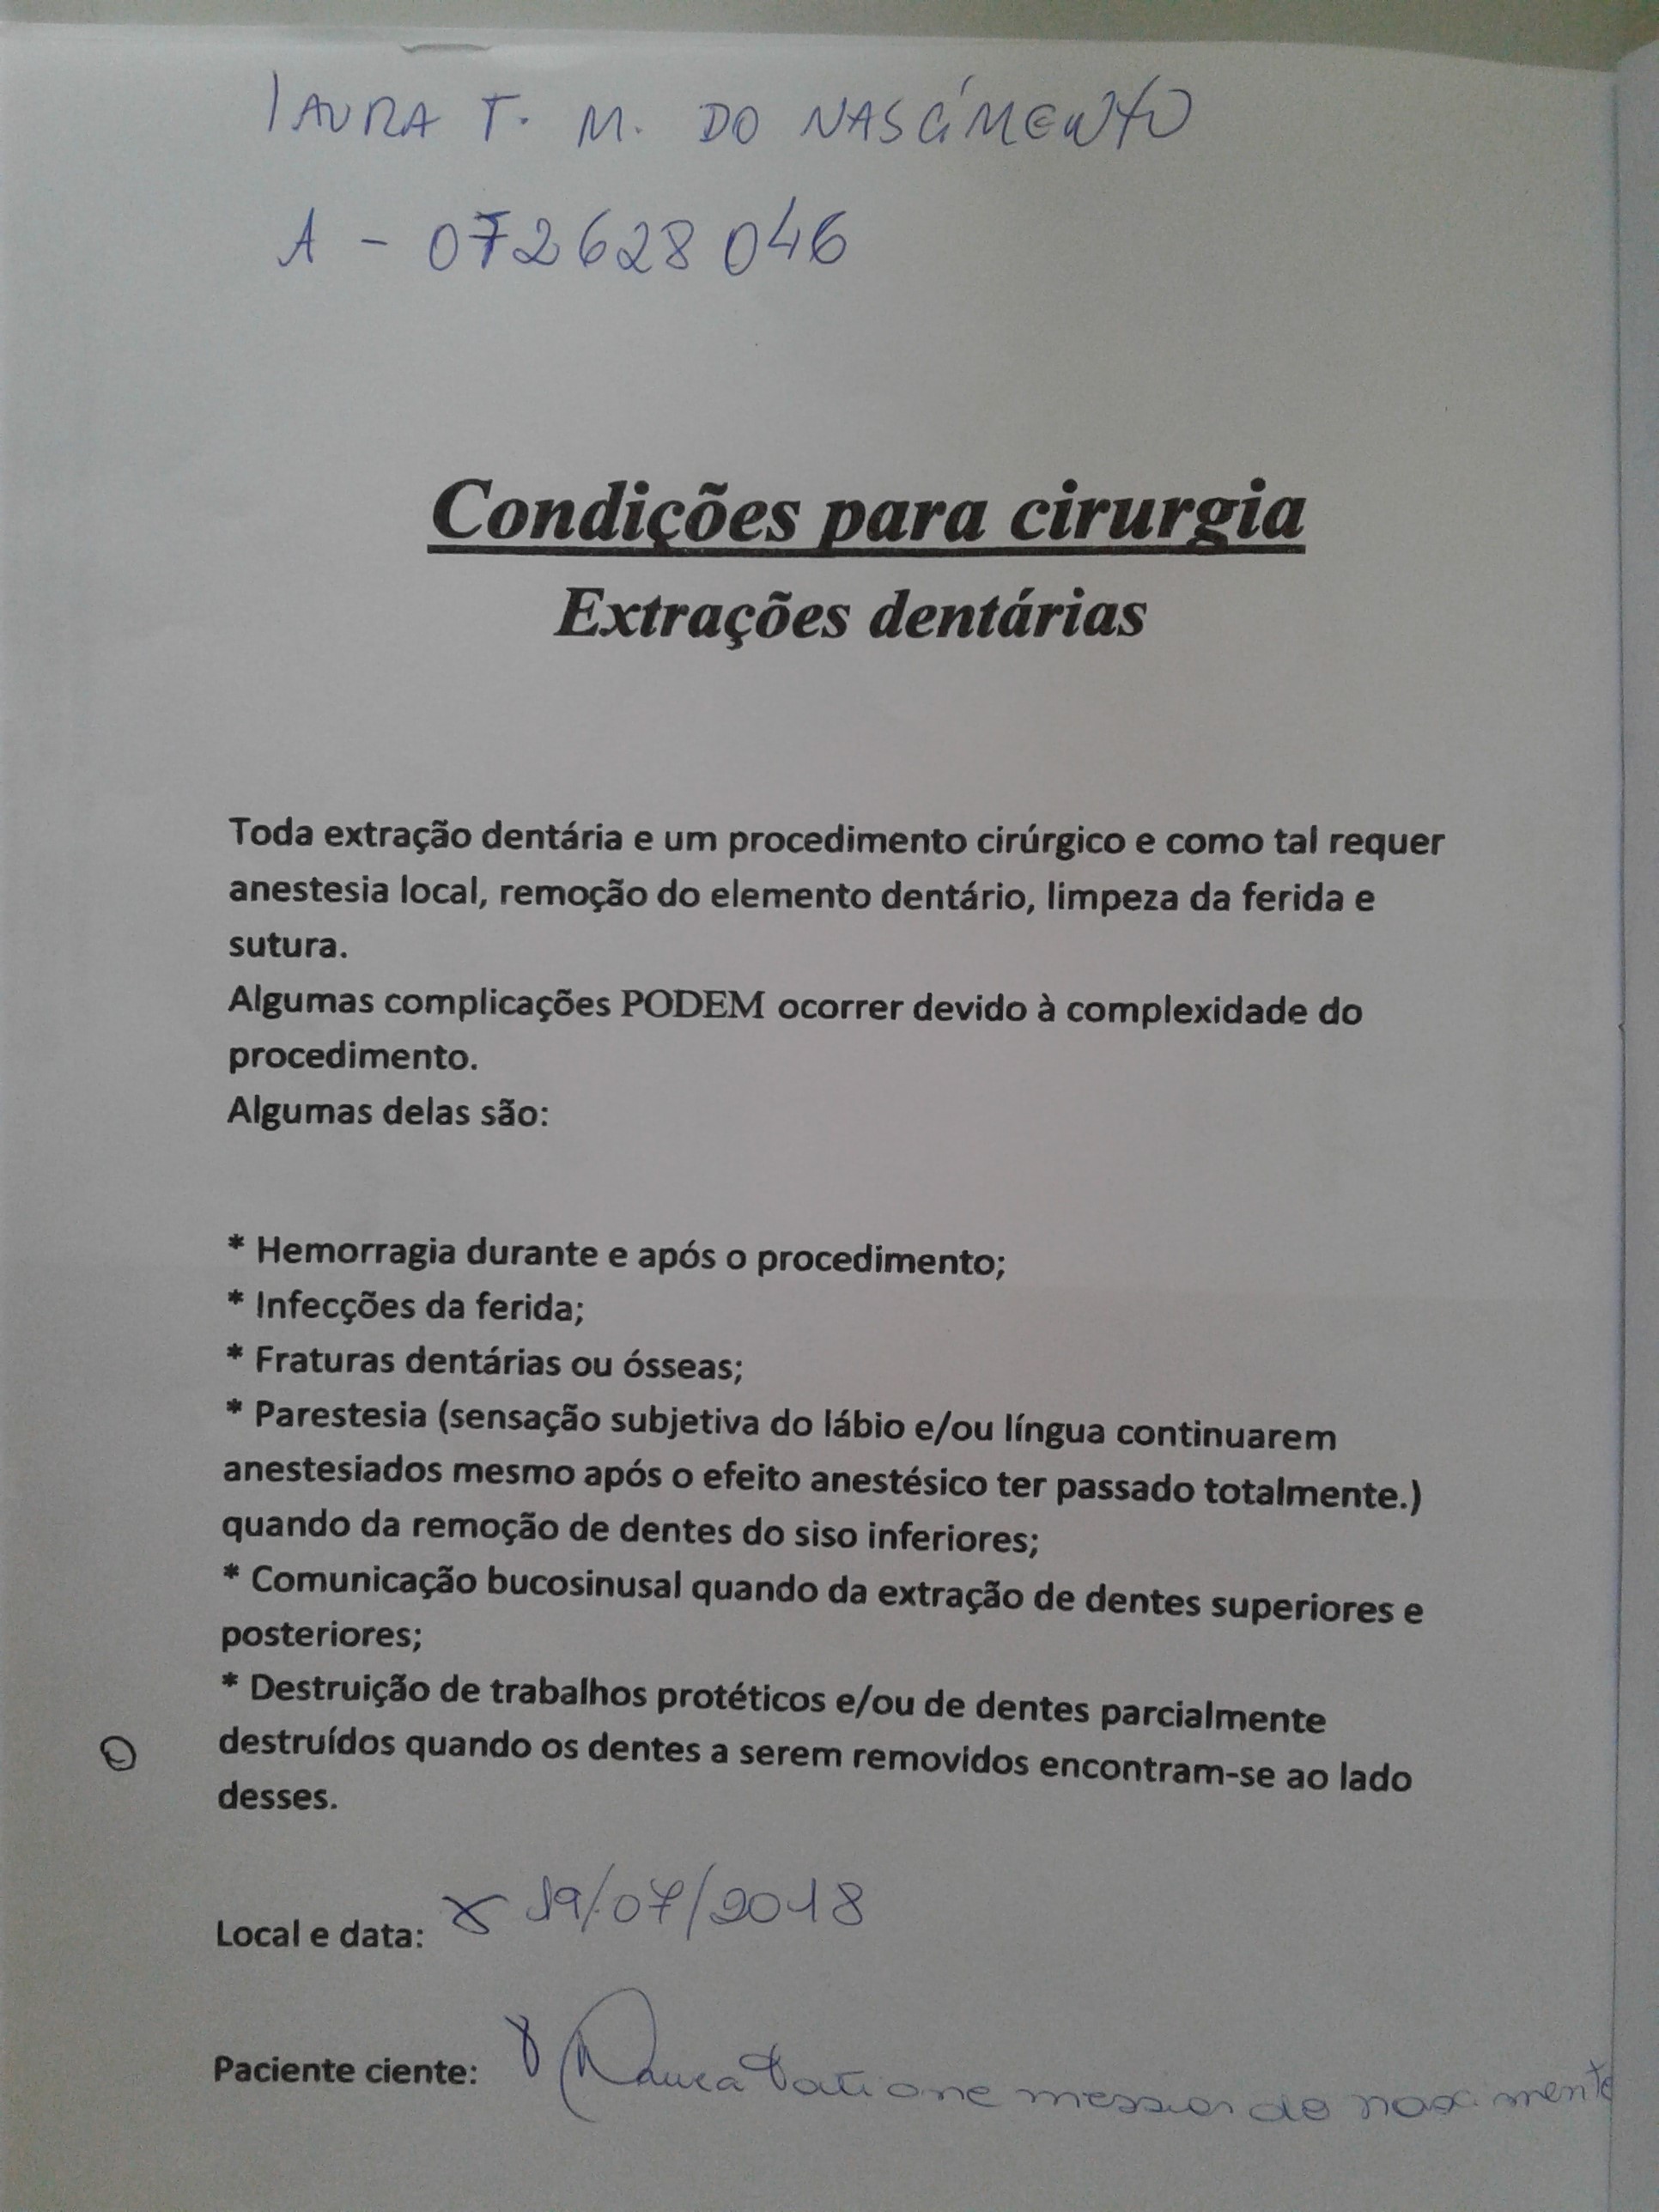 LAURA T. M. DO NASCIMENTO
A - 072628046
Condições para cirurgia
Extrações dentárias
Toda extração dentária e um procedimento cirúrgico e como tal requer
anestesia local, remoção do elemento dentário, limpeza da ferida e
sutura.
Algumas complicações PODEM ocorrer devido à complexidade do
procedimento.
Algumas delas são:
* Hemorragia durante e após o procedimento;
* Infecções da ferida;
* Fraturas dentárias ou ósseas;
* Parestesia (sensação subjetiva do lábio e/ou língua continuarem
anestesiados mesmo após o efeito anestésico ter passado totalmente.)
quando da remoção de dentes do siso inferiores;
* Comunicação bucosinusal quando da extração de dentes superiores e
posteriores;
* Destruição de trabalhos protéticos e/ou de dentes parcialmente
destruídos quando os dentes a serem removidos encontram-se ao lado
desses.
Local e data: x 19/07/2018
Paciente ciente: x Laura Tatiane do nascimento